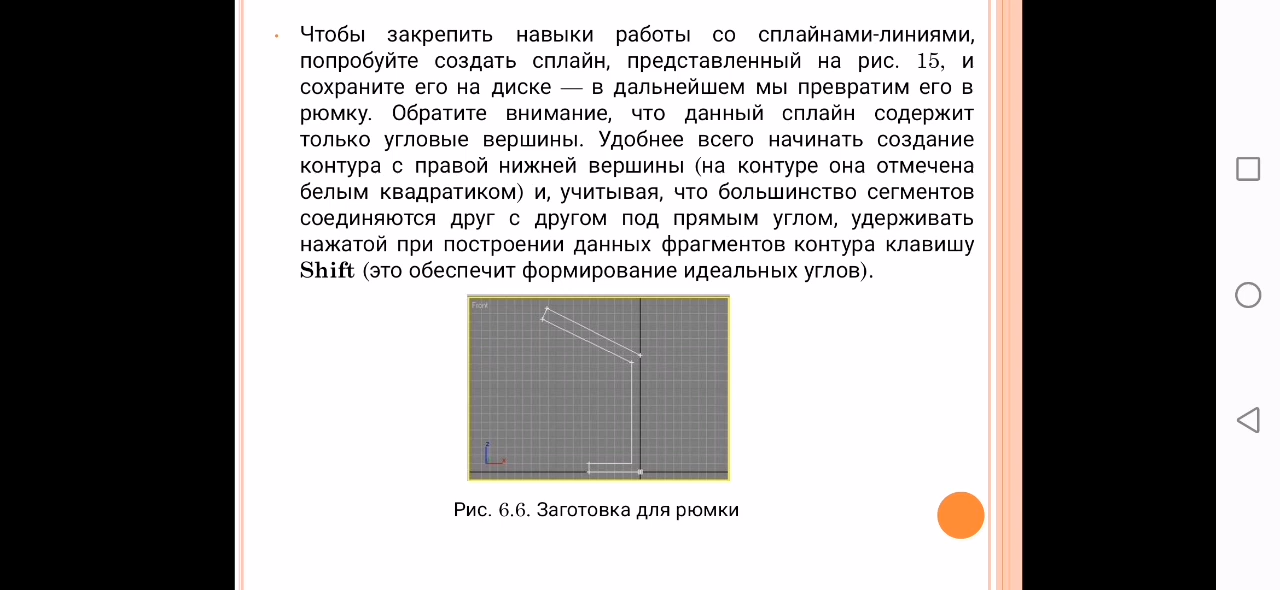 Чтобы закрепить навыки работы со сплайнами-линиями,
попробуйте создать сплайн, представленный на рис. 15, и
сохраните его на диске — в дальнейшем мы превратим его в
рюмку. Обратите внимание, что данный сплайн содержит
только угловые вершины. Удобнее всего начинать создание
контура с правой нижней вершины (на контуре она отмечена
белым квадратиком) и, учитывая, что большинство сегментов
соединяются друг с другом под прямым углом, удерживать
нажатой при построении данных фрагментов контура клавишу
Shift (это обеспечит формирование идеальных углов).
Front
z
x
Рис. 6.6. Заготовка для рюмки